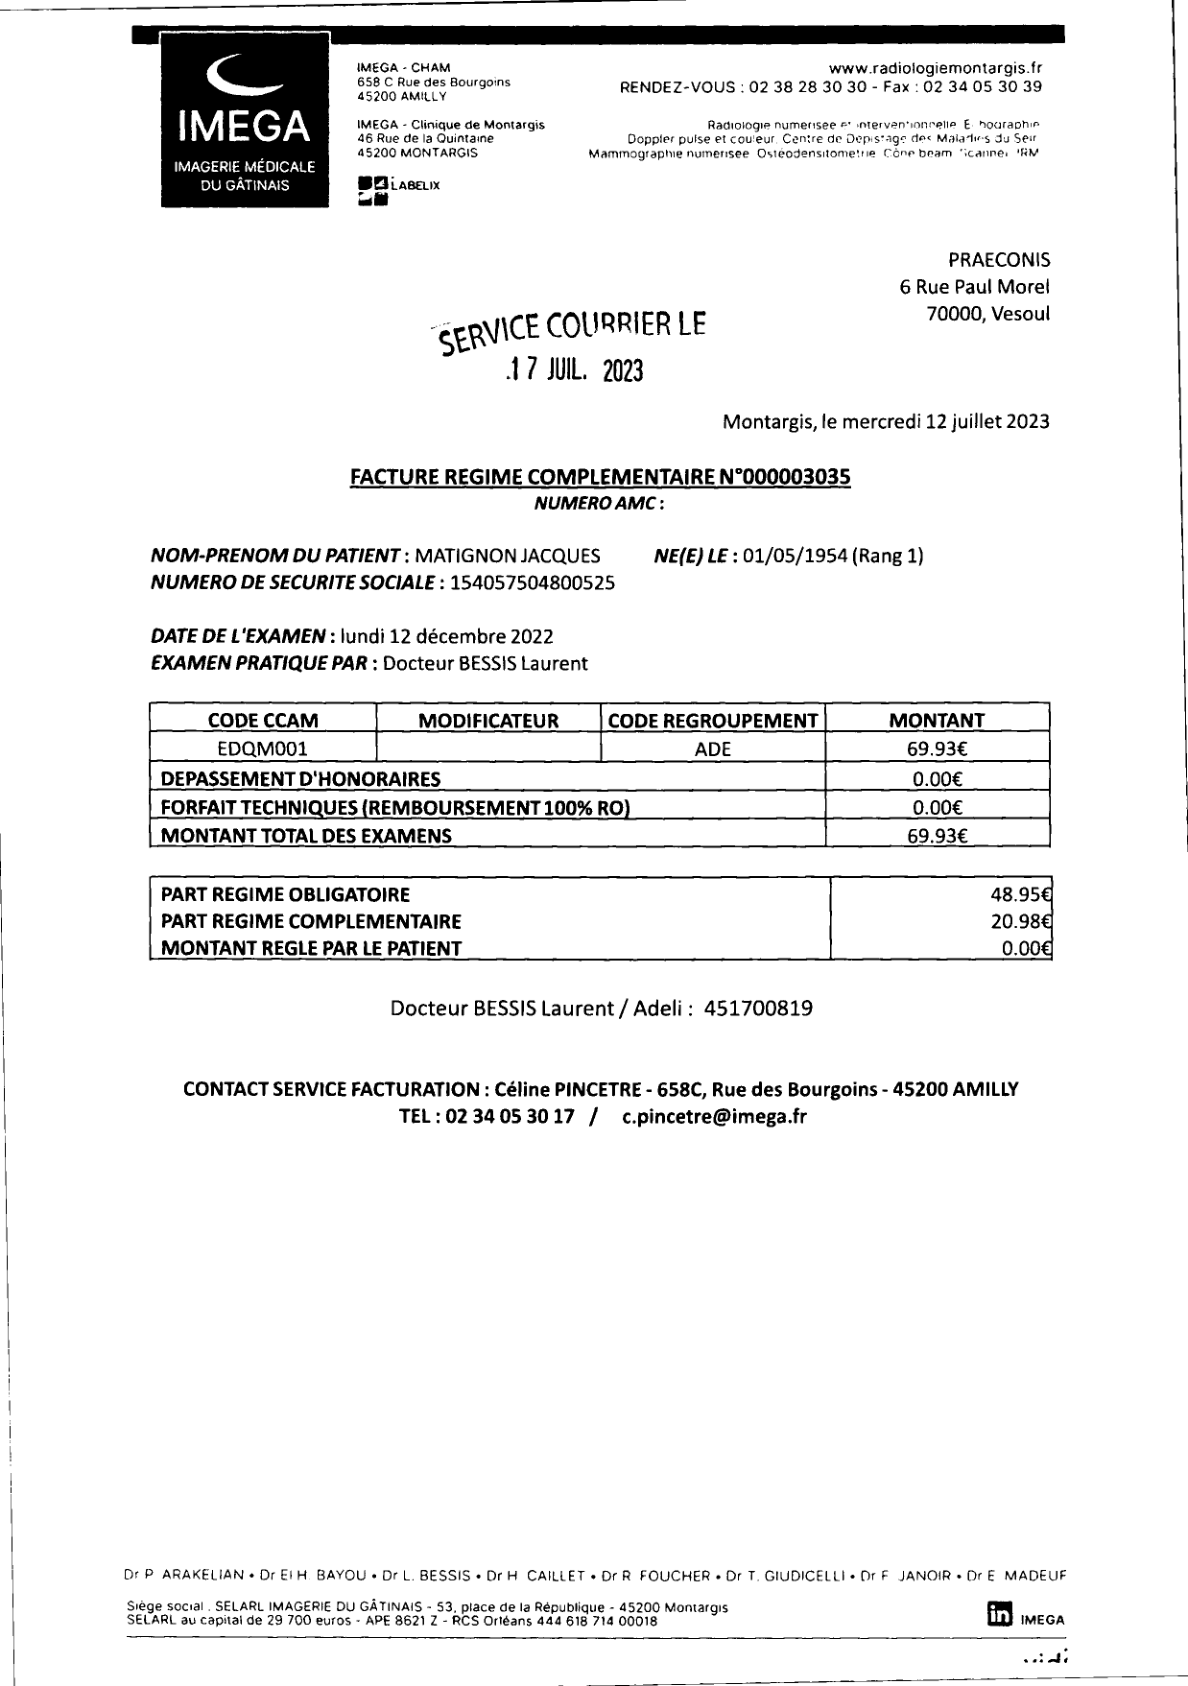 IMEGA
IMAGERIE MÉDICALE
DU GÂTINAIS
IMEGA - CHAM
658 C Rue des Bourgoins
45200 AMILLY
IMEGA - Clinique de Montargis
46 Rue de la Quintaine
45200 MONTARGIS
LABELIX
www.radiologiemontargis.fr
RENDEZ-VOUS : 02 38 28 30 30 - Fax : 02 34 05 30 39
Radiologie numerisee et interventionnelle Echographie
Doppler pulse et couleur Centre de Depistage des Maladies du Sein
Mammographie numerisee Osteodensitometrie Cone beam Scanner IRM
PRAECONIS
6 Rue Paul Morel
70000, Vesoul
SERVICE COURRIER LE
17 JUIL. 2023
Montargis, le mercredi 12 juillet 2023
FACTURE REGIME COMPLEMENTAIRE N°000003035
NUMERO AMC :
NOM-PRENOM DU PATIENT : MATIGNON JACQUES NE(E) LE : 01/05/1954 (Rang 1)
NUMERO DE SECURITE SOCIALE : 154057504800525
DATE DE L'EXAMEN : lundi 12 décembre 2022
EXAMEN PRATIQUE PAR : Docteur BESSIS Laurent
CODE CCAM MODIFICATEUR CODE REGROUPEMENT MONTANT
EDQM001 ADE 69.93€
DEPASSEMENT D'HONORAIRES 0.00€
FORFAIT TECHNIQUES (REMBOURSEMENT 100% RO) 0.00€
MONTANT TOTAL DES EXAMENS 69.93€
PART REGIME OBLIGATOIRE 48.95€
PART REGIME COMPLEMENTAIRE 20.98€
MONTANT REGLE PAR LE PATIENT 0.00€
Docteur BESSIS Laurent / Adeli : 451700819
CONTACT SERVICE FACTURATION : Céline PINCETRE - 658C, Rue des Bourgoins - 45200 AMILLY
TEL : 02 34 05 30 17 / c.pincetre@imega.fr
Dr P ARAKELIAN • Dr El H BAYOU • Dr L. BESSIS • Dr H CAILLET • Dr R FOUCHER • Dr T. GIUDICELLI • Dr F JANOIR • Dr E MADEUF
Siège social . SELARL IMAGERIE DU GÂTINAIS - 53, place de la République - 45200 Montargis
SELARL au capital de 29 700 euros - APE 8621 Z - RCS Orléans 444 618 714 00018
in IMEGA